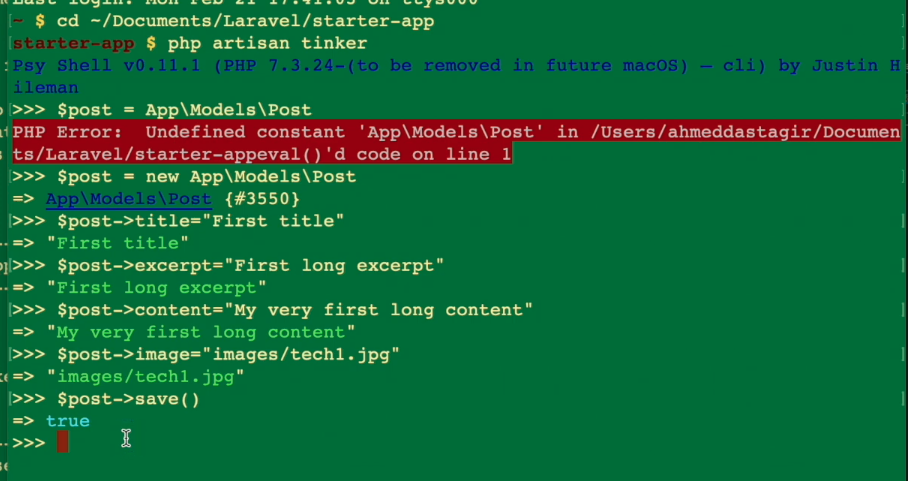 Last login: Mon Feb 21 17:41:05 on ttys000
~ $ cd ~/Documents/Laravel/starter-app
starter-app $ php artisan tinker
Psy Shell v0.11.1 (PHP 7.3.24-(to be removed in future macOS) — cli) by Justin H
ileman
>>> $post = App\Models\Post
PHP Error:  Undefined constant 'App\Models\Post' in /Users/ahmeddastagir/Documen
ts/Laravel/starter-appeval()'d code on line 1
>>> $post = new App\Models\Post
=> App\Models\Post {#3550}
>>> $post->title="First title"
=> "First title"
>>> $post->excerpt="First long excerpt"
=> "First long excerpt"
>>> $post->content="My very first long content"
=> "My very first long content"
>>> $post->image="images/tech1.jpg"
=> "images/tech1.jpg"
>>> $post->save()
=> true
>>>